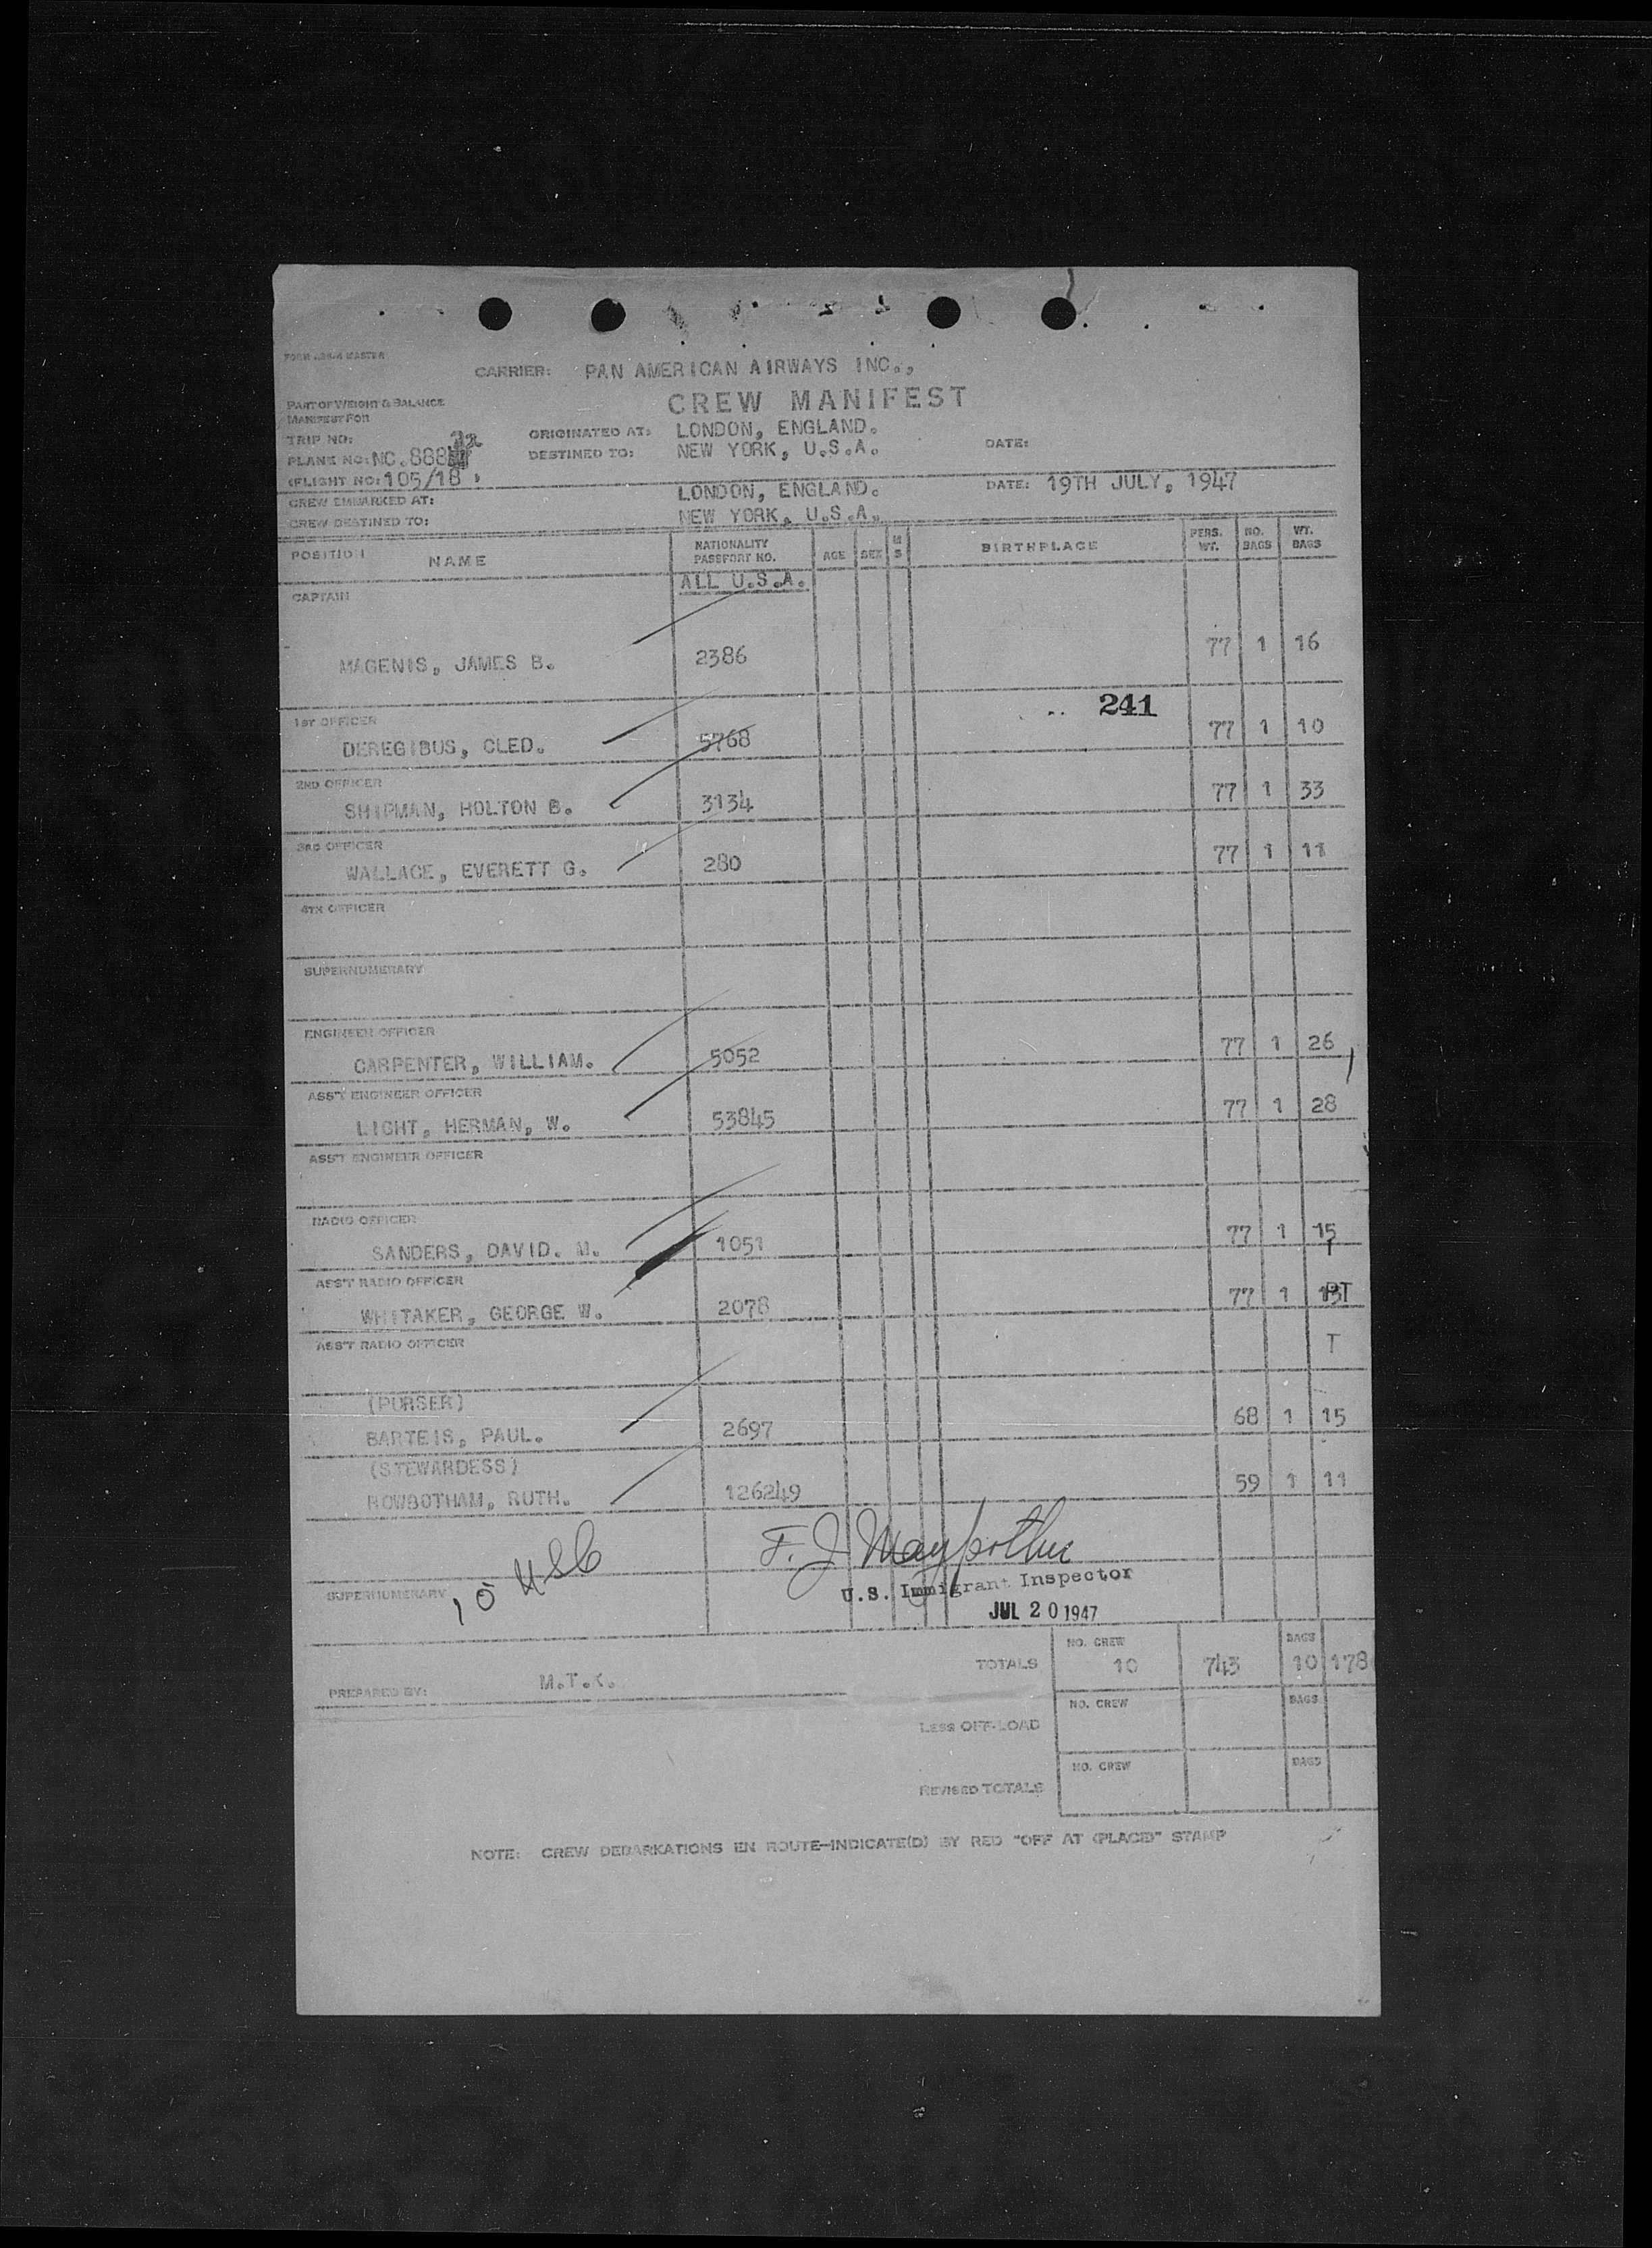 CARRIER: PAN AMERICAN AIRWAYS INC.,
CREW MANIFEST
PART OF WEIGHT & BALANCE
MANIFEST FOR
TRIP NO:
ORIGINATED AT: LONDON, ENGLAND.
PLANE NO: NC.888
DESTINED TO: NEW YORK, U.S.A. DATE:
(FLIGHT NO: 105/18 )
CREW EMBARKED AT: LONDON, ENGLAND. DATE: 19TH JULY, 1947
CREW DESTINED TO: NEW YORK, U.S.A.
POSITION NAME NATIONALITY PASSPORT NO. AGE SEX M S BIRTHPLACE PERS. WT. NO. BAGS WT. BAGS
ALL U.S.A.
CAPTAIN
MAGENIS, JAMES B. 2386 77 1 16
241
1ST OFFICER
DEREGIBUS, CLED. 5768 77 1 10
2ND OFFICER
SHIPMAN, HOLTON B. 3134 77 1 33
3RD OFFICER
WALLACE, EVERETT G. 280 77 1 11
4TH OFFICER
SUPERNUMERARY
ENGINEER OFFICER
CARPENTER, WILLIAM. 5052 77 1 26
ASS'T ENGINEER OFFICER
LIGHT, HERMAN, W. 53845 77 1 28
ASS'T ENGINEER OFFICER
RADIO OFFICER
SANDERS, DAVID. M. 1051 77 1 15
ASS'T RADIO OFFICER
WHITAKER, GEORGE W. 2078 77 1
ASS'T RADIO OFFICER
T
(PURSER)
BARTEIS, PAUL. 2697 68 1 15
(STEWARDESS)
ROWBOTHAM, RUTH. 126249 59 1 11
10 USC
F. J.
U.S. Immigrant Inspector
SUPERNUMERARY
JUL 20 1947
TOTALS NO. CREW 10 743 BAGS 10 178
PREPARED BY: M.T.K.
LESS OFF-LOAD NO. CREW BAGS
REVISED TOTALS NO. CREW BAGS
NOTE: CREW DEBARKATIONS EN ROUTE—INDICATE(D) BY RED "OFF AT (PLACE)" STAMP